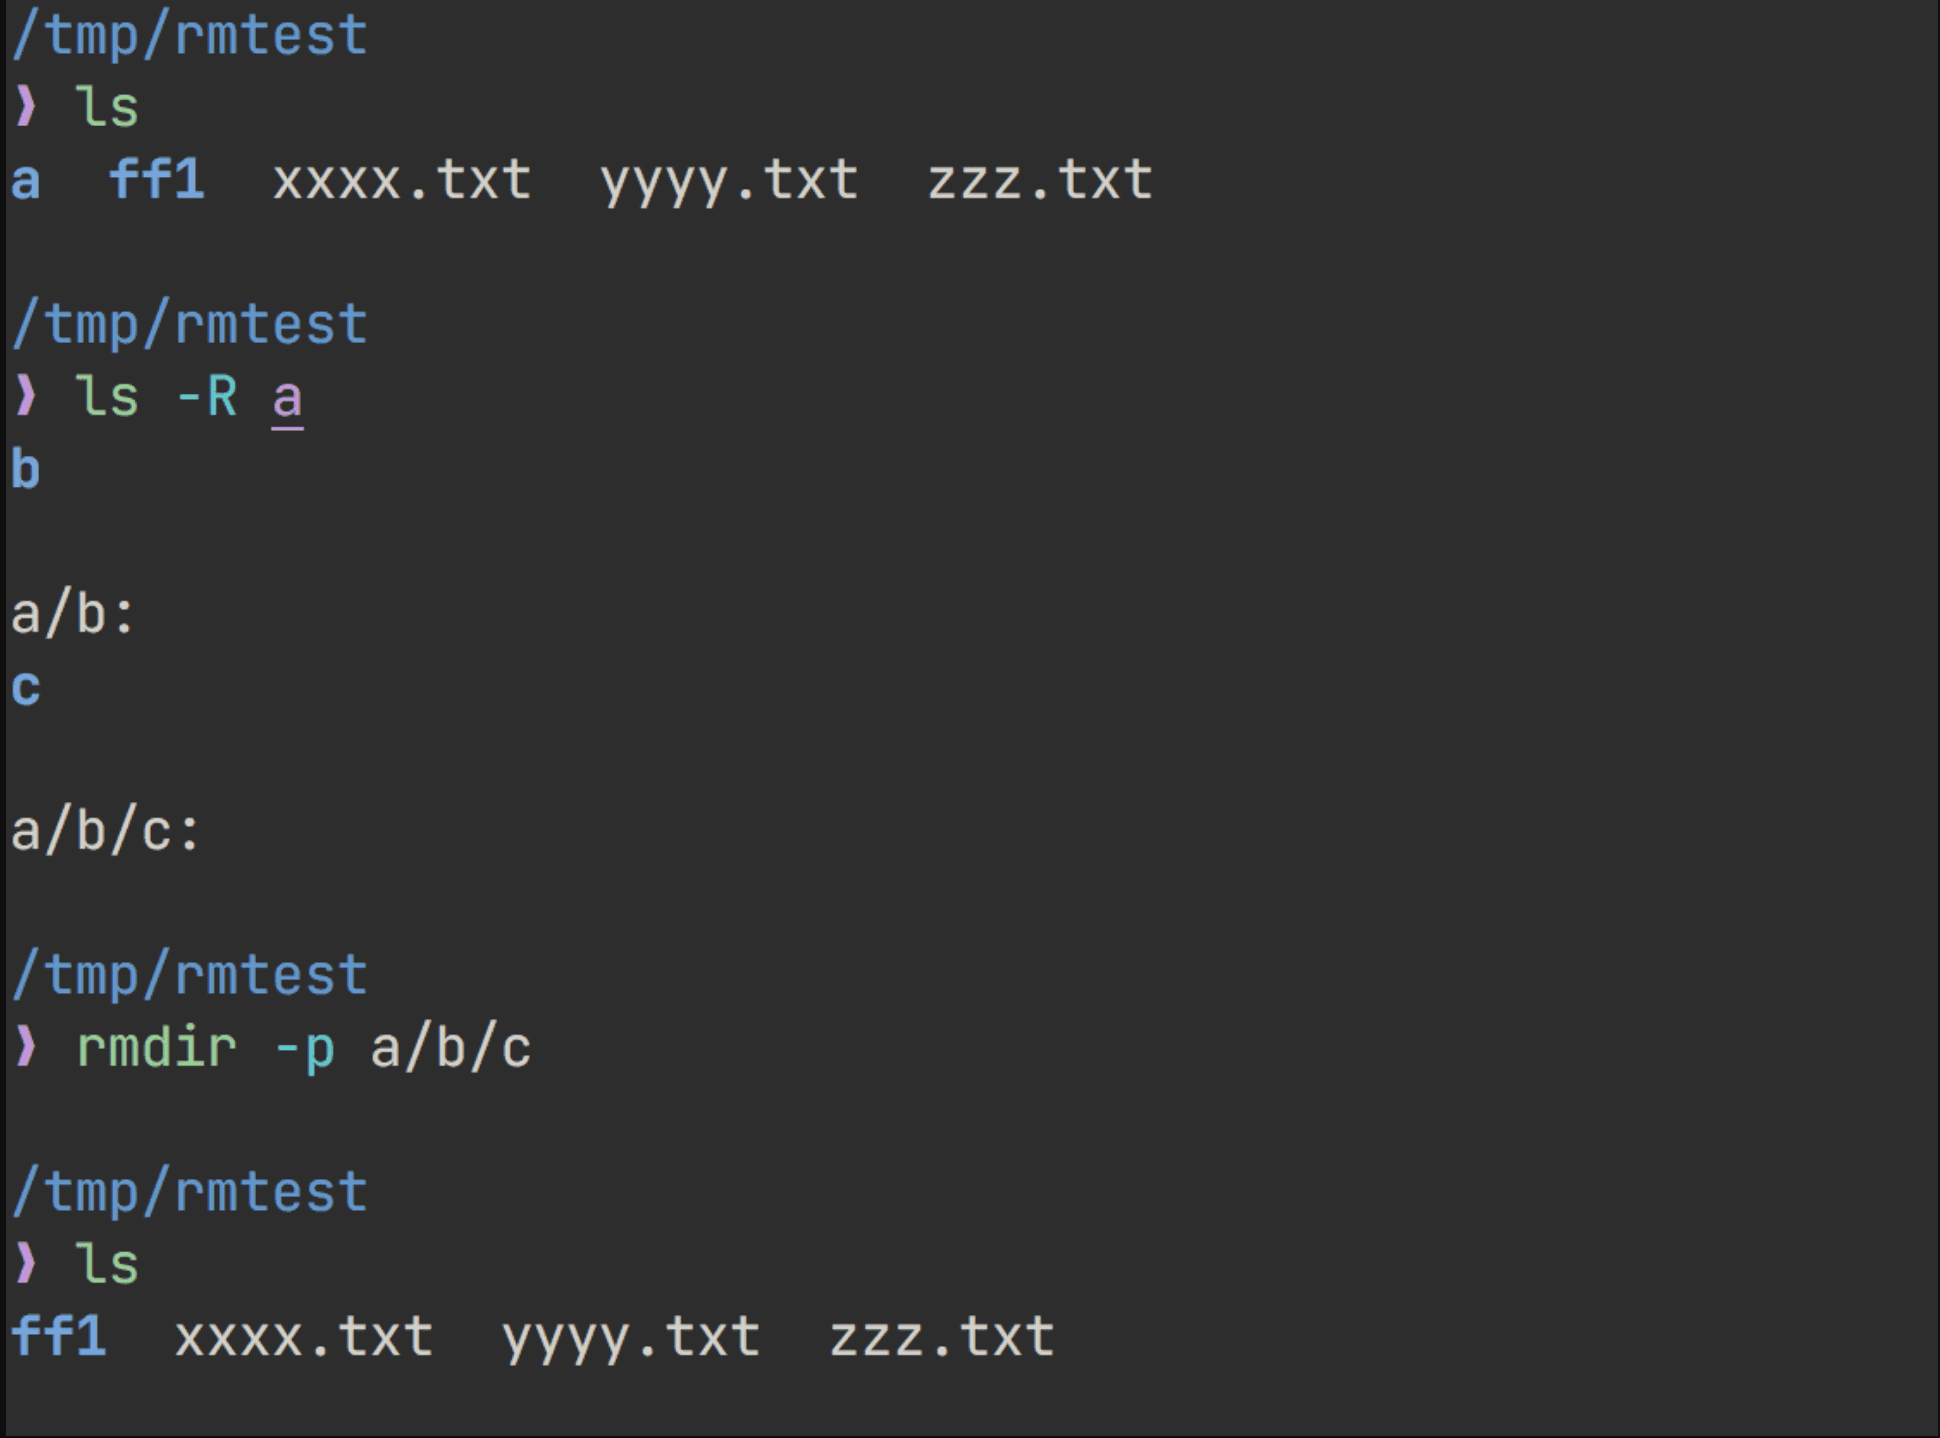 /tmp/rmtest
❯ ls
a  ff1  xxxx.txt  yyyy.txt  zzz.txt
/tmp/rmtest
❯ ls -R a
b
a/b:
c
a/b/c:
/tmp/rmtest
❯ rmdir -p a/b/c
/tmp/rmtest
❯ ls
ff1  xxxx.txt  yyyy.txt  zzz.txt